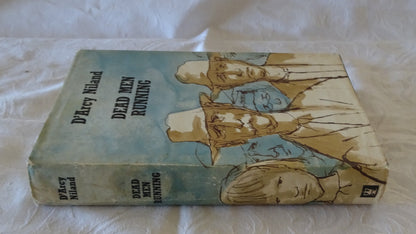 D'Arcy Niland
DEAD MEN
RUNNING
D'Arcy
Niland
DEAD
MEN
RUNNING